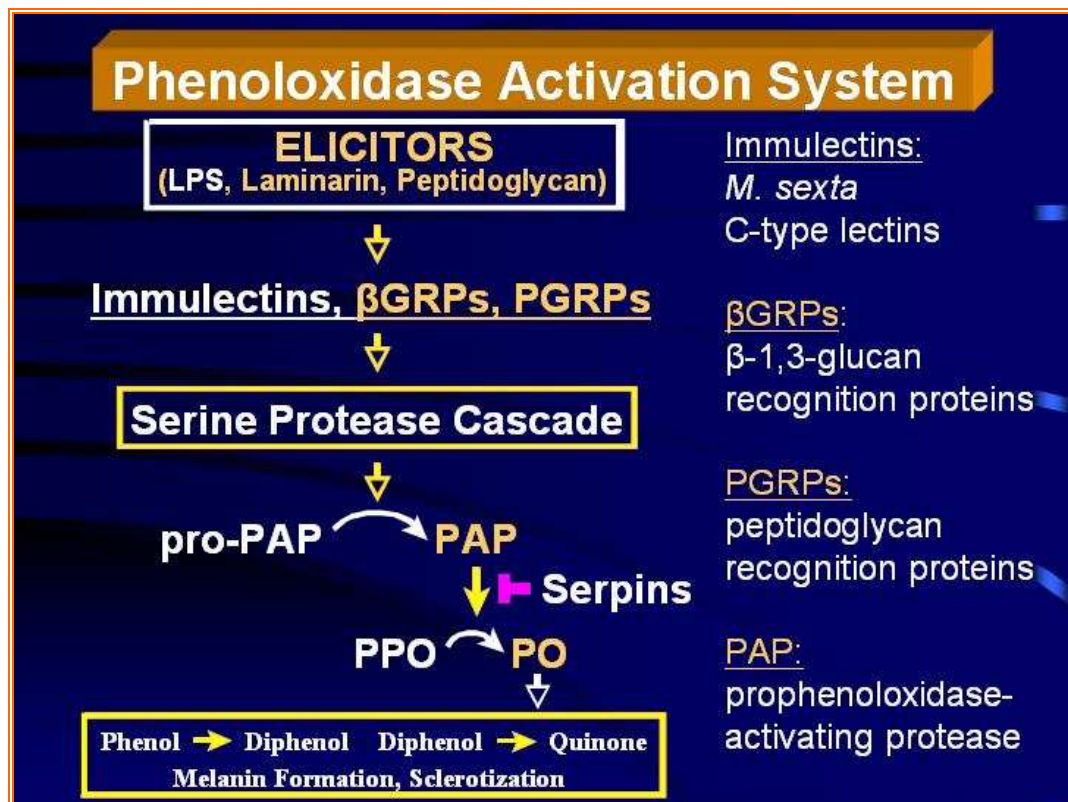 Phenoloxidase Activation System
ELICITORS
(LPS, Laminarin, Peptidoglycan)
Immulectins, βGRPs, PGRPs
Serine Protease Cascade
pro-PAP PAP
Serpins
PPO PO
Phenol Diphenol Diphenol Quinone
Melanin Formation, Sclerotization
Immulectins:
M. sexta
C-type lectins
βGRPs:
β-1,3-glucan
recognition proteins
PGRPs:
peptidoglycan
recognition proteins
PAP:
prophenoloxidase-
activating protease